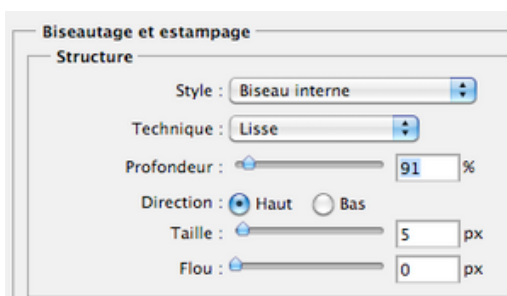 Biseautage et estampage
Structure
Style : Biseau interne
Technique : Lisse
Profondeur : 91 %
Direction : Haut Bas
Taille : 5 px
Flou : 0 px